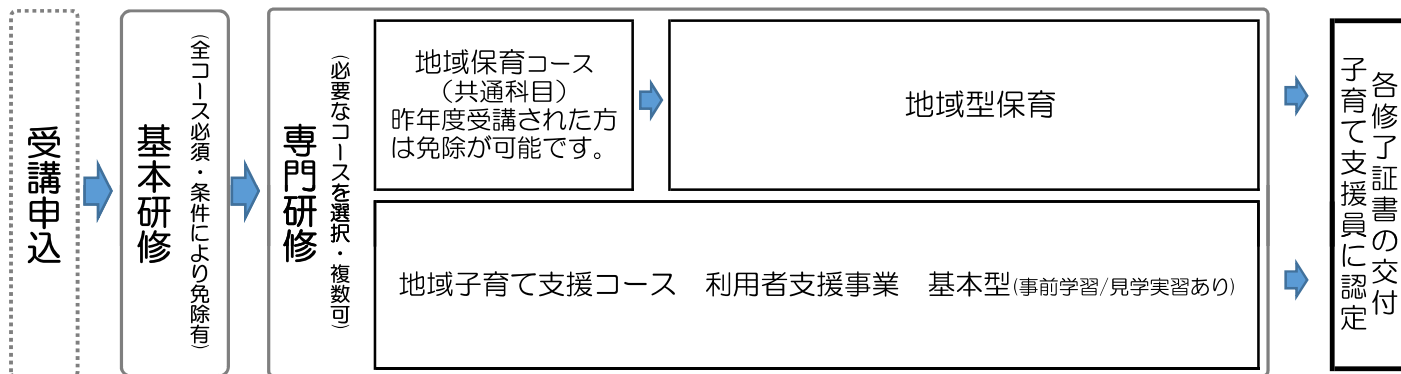 受講申込
基本研修
（全コース必須・条件により免除有）
専門研修
（必要なコースを選択・複数可）
地域保育コース
（共通科目）
昨年度受講された方
は免除が可能です。
地域型保育
地域子育て支援コース　利用者支援事業　基本型(事前学習/見学実習あり)
各修了証書の交付
子育て支援員に認定